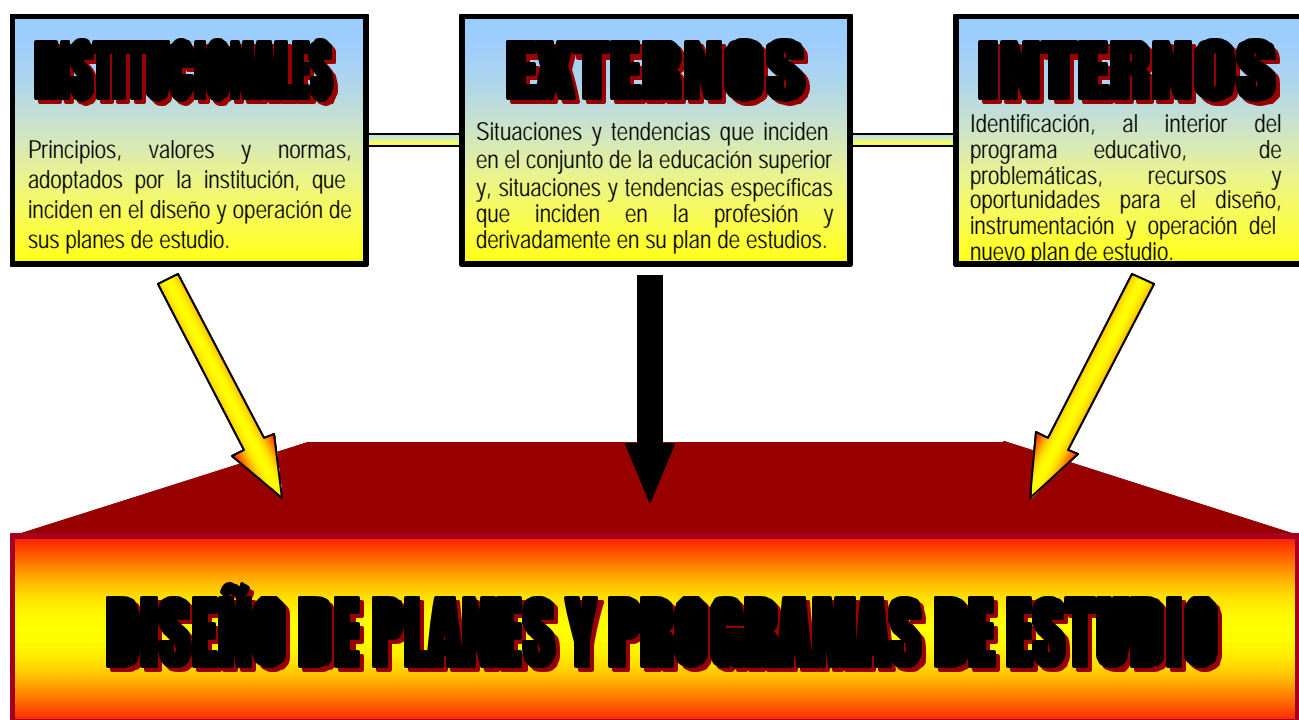 INSTITUCIONALES
Principios, valores y normas,
adoptados por la institución, que
inciden en el diseño y operación de
sus planes de estudio.
EXTERNOS
Situaciones y tendencias que inciden
en el conjunto de la educación superior
y, situaciones y tendencias específicas
que inciden en la profesión y
derivadamente en su plan de estudios.
INTERNOS
Identificación, al interior del
programa educativo, de
problemáticas, recursos y
oportunidades para el diseño,
instrumentación y operación del
nuevo plan de estudio.
DISEÑO DE PLANES Y PROGRAMAS DE ESTUDIO